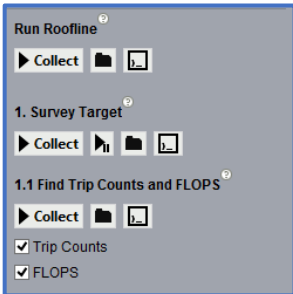 Run Roofline ?
Collect
1. Survey Target ?
Collect
1.1 Find Trip Counts and FLOPS ?
Collect
Trip Counts
FLOPS